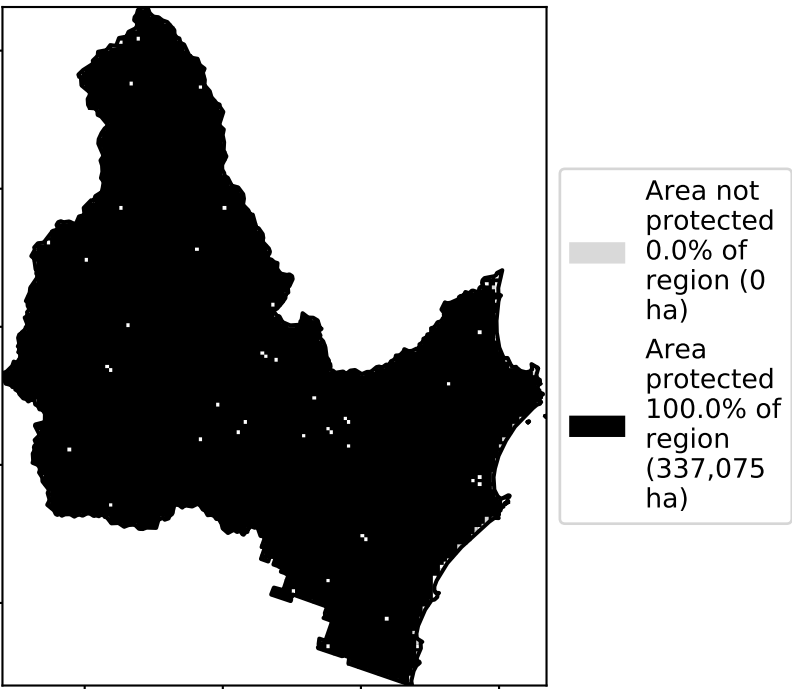 Area not
protected
0.0% of
region (0
ha)
Area
protected
100.0% of
region
(337,075
ha)